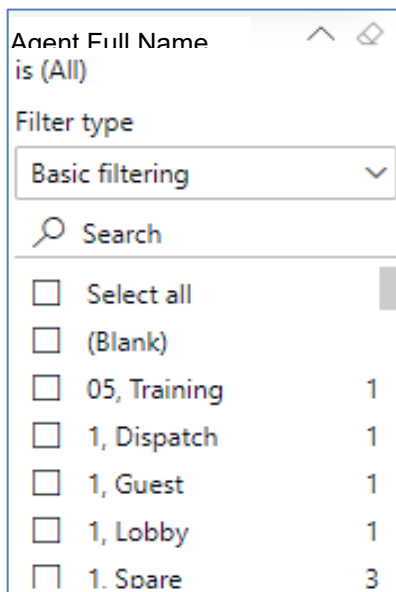 Agent Full Name
is (All)
Filter type
Basic filtering
Search
Select all
(Blank)
05, Training 1
1, Dispatch 1
1, Guest 1
1, Lobby 1
1, Spare 3